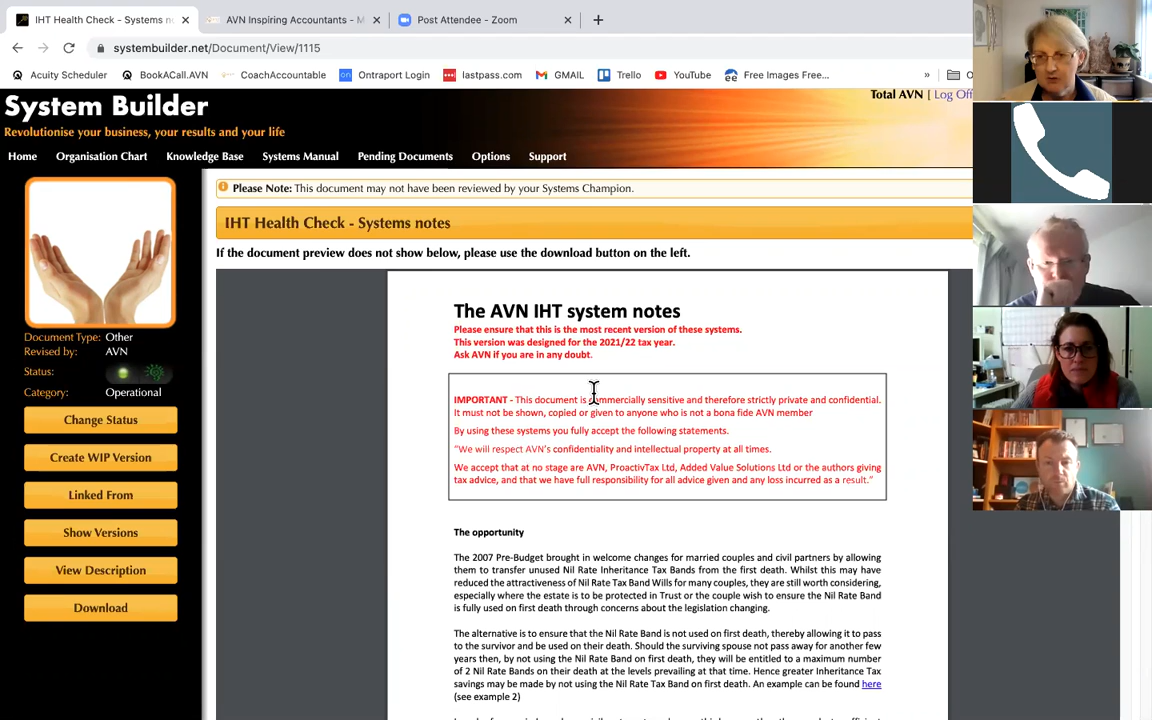 IHT Health Check - Systems n
AVN Inspiring Accountants - M
Post Attendee - Zoom
systembuilder.net/Document/View/1115
Acuity Scheduler
BookACall.AVN
CoachAccountable
Ontraport Login
lastpass.com
GMAIL
Trello
YouTube
Free Images Free...
»
O
System Builder
Total AVN | Log Off
Revolutionise your business, your results and your life
Home
Organisation Chart
Knowledge Base
Systems Manual
Pending Documents
Options
Support
Please Note: This document may not have been reviewed by your Systems Champion.
IHT Health Check - Systems notes
If the document preview does not show below, please use the download button on the left.
Document Type: Other
Revised by: AVN
Status:
Category: Operational
Change Status
Create WIP Version
Linked From
Show Versions
View Description
Download
The AVN IHT system notes
Please ensure that this is the most recent version of these systems.
This version was designed for the 2021/22 tax year.
Ask AVN if you are in any doubt.
IMPORTANT - This document is commercially sensitive and therefore strictly private and confidential.
It must not be shown, copied or given to anyone who is not a bona fide AVN member
By using these systems you fully accept the following statements.
"We will respect AVN's confidentiality and intellectual property at all times.
We accept that at no stage are AVN, ProactivTax Ltd, Added Value Solutions Ltd or the authors giving
tax advice, and that we have full responsibility for all advice given and any loss incurred as a result."
The opportunity
The 2007 Pre-Budget brought in welcome changes for married couples and civil partners by allowing
them to transfer unused Nil Rate Inheritance Tax Bands from the first death. Whilst this may have
reduced the attractiveness of Nil Rate Tax Band Wills for many couples, they are still worth considering,
especially where the estate is to be protected in Trust or the couple wish to ensure the Nil Rate Band
is fully used on first death through concerns about the legislation changing.
The alternative is to ensure that the Nil Rate Band is not used on first death, thereby allowing it to pass
to the survivor and be used on their death. Should the surviving spouse not pass away for another few
years then, by not using the Nil Rate Band on first death, they will be entitled to a maximum number
of 2 Nil Rate Bands on their death at the levels prevailing at that time. Hence greater Inheritance Tax
savings may be made by not using the Nil Rate Tax Band on first death. An example can be found here
(see example 2)